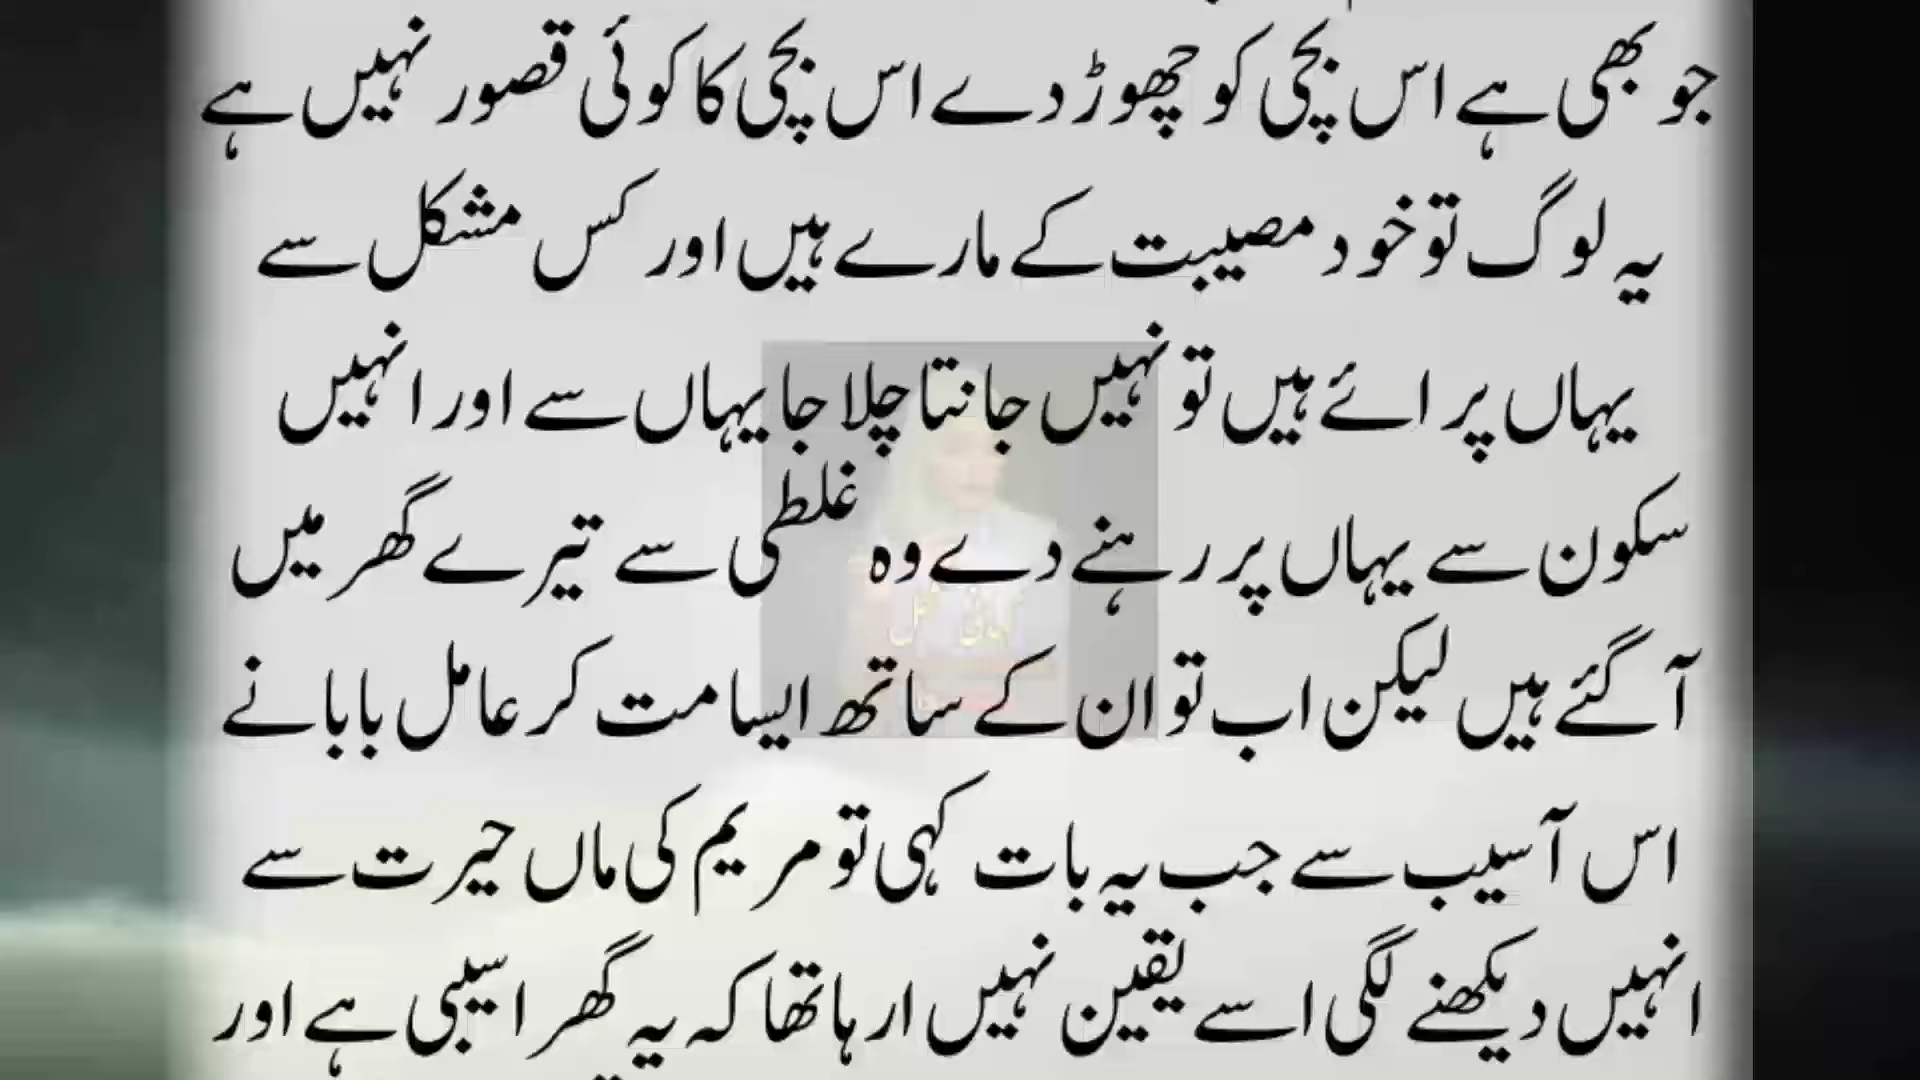 جو بھی ہے اس بچی کو چھوڑ دے اس بچی کا کوئی قصور نہیں ہے
یہ لوگ تو خود مصیبت کے مارے ہیں اور کس مشکل سے
یہاں پر ائے ہیں تو نہیں جانتا چلا جا یہاں سے اور انہیں
سکون سے یہاں پر رہنے دے وہ غلطی سے تیرے گھر میں
آگئے ہیں لیکن اب تو ان کے ساتھ ایسا مت کر عامل بابا نے
اس آسیب سے جب یہ بات کہی تو مریم کی ماں حیرت سے
انہیں دیکھنے لگی اسے یقین نہیں ارہا تھا کہ یہ گھر اسیبی ہے اور